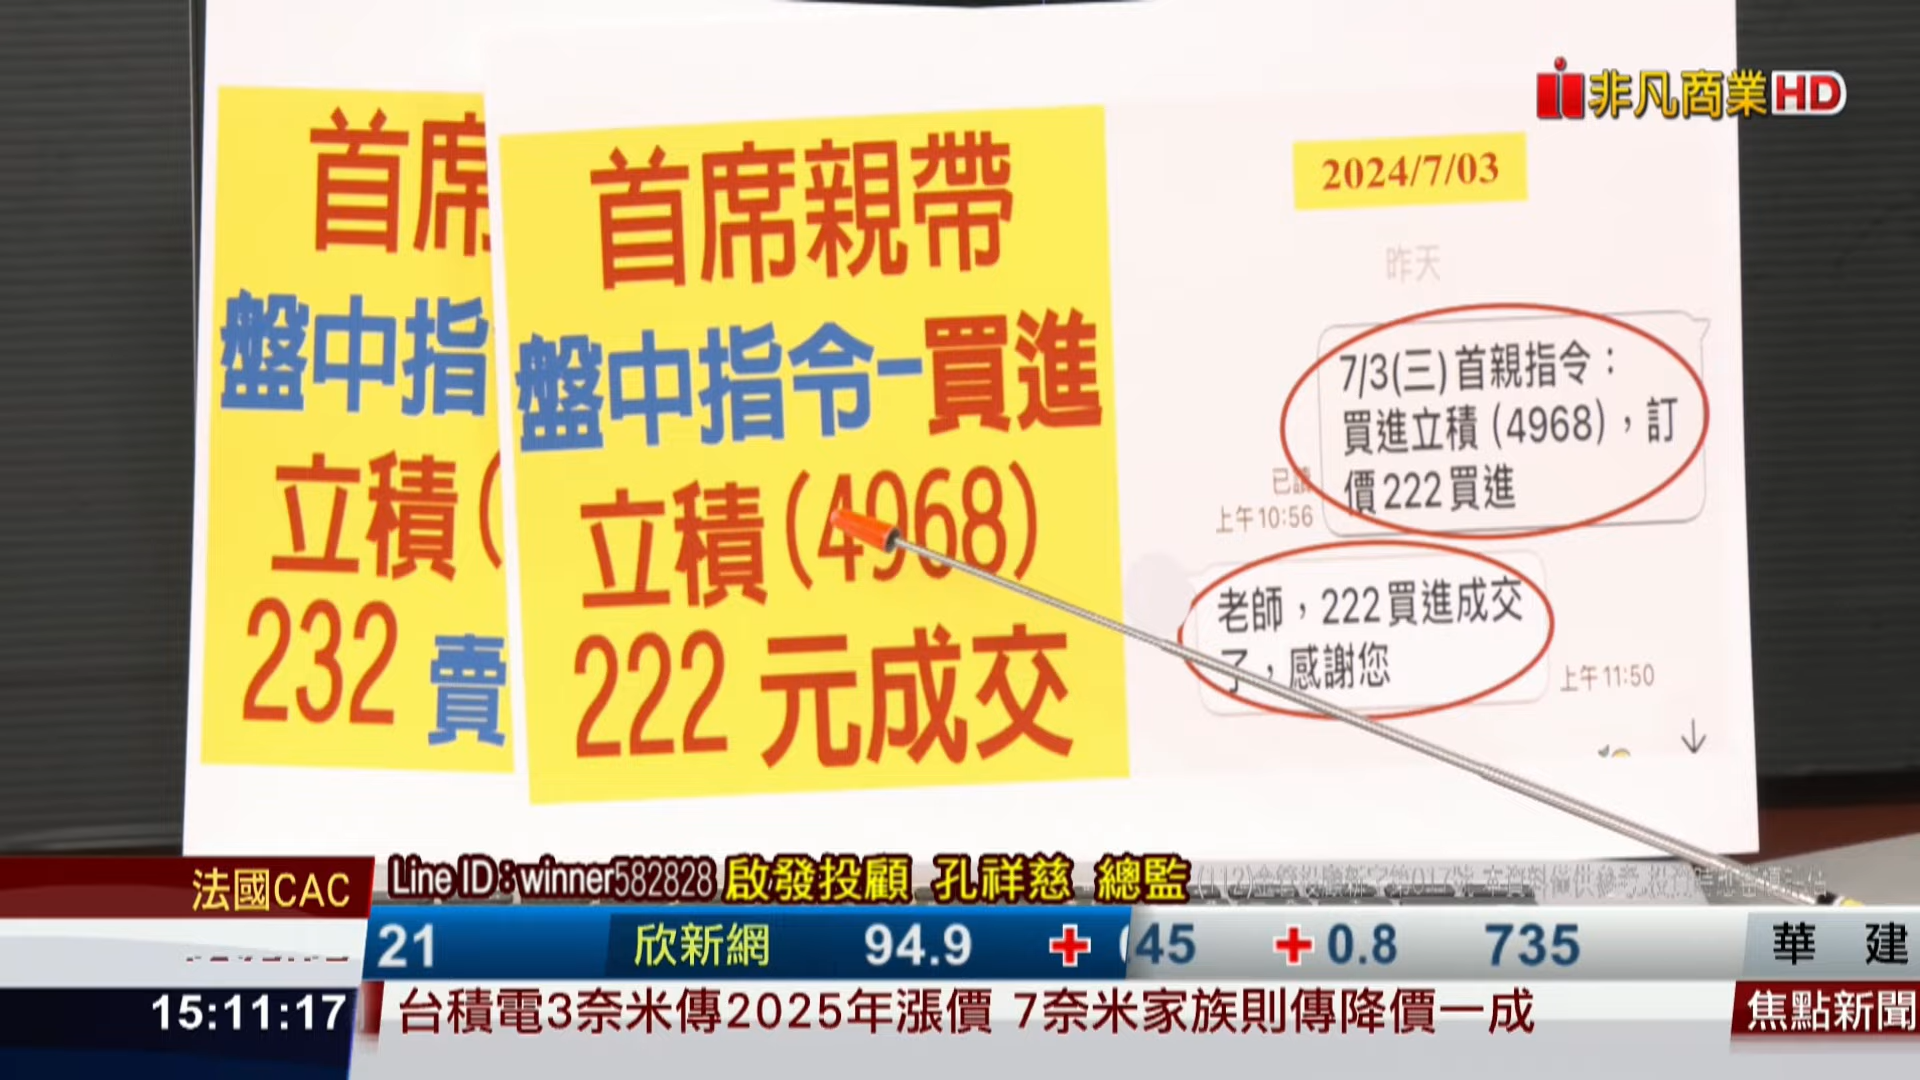 非凡商業HD
首席
盤中指
立積(
232 賣
首席親帶
盤中指令-買進
立積(4968)
222 元成交
2024/7/03
昨天
7/3(三)首親指令：
買進立積（4968），訂
價222買進
已讀
上午10:56
老師，222買進成交
了，感謝您
上午11:50
法國CAC
Line ID:winner582828 啟發投顧 孔祥慈 總監
21 欣新網 94.9 + 45 + 0.8 735 華 建
15:11:17
台積電3奈米傳2025年漲價 7奈米家族則傳降價一成
焦點新聞